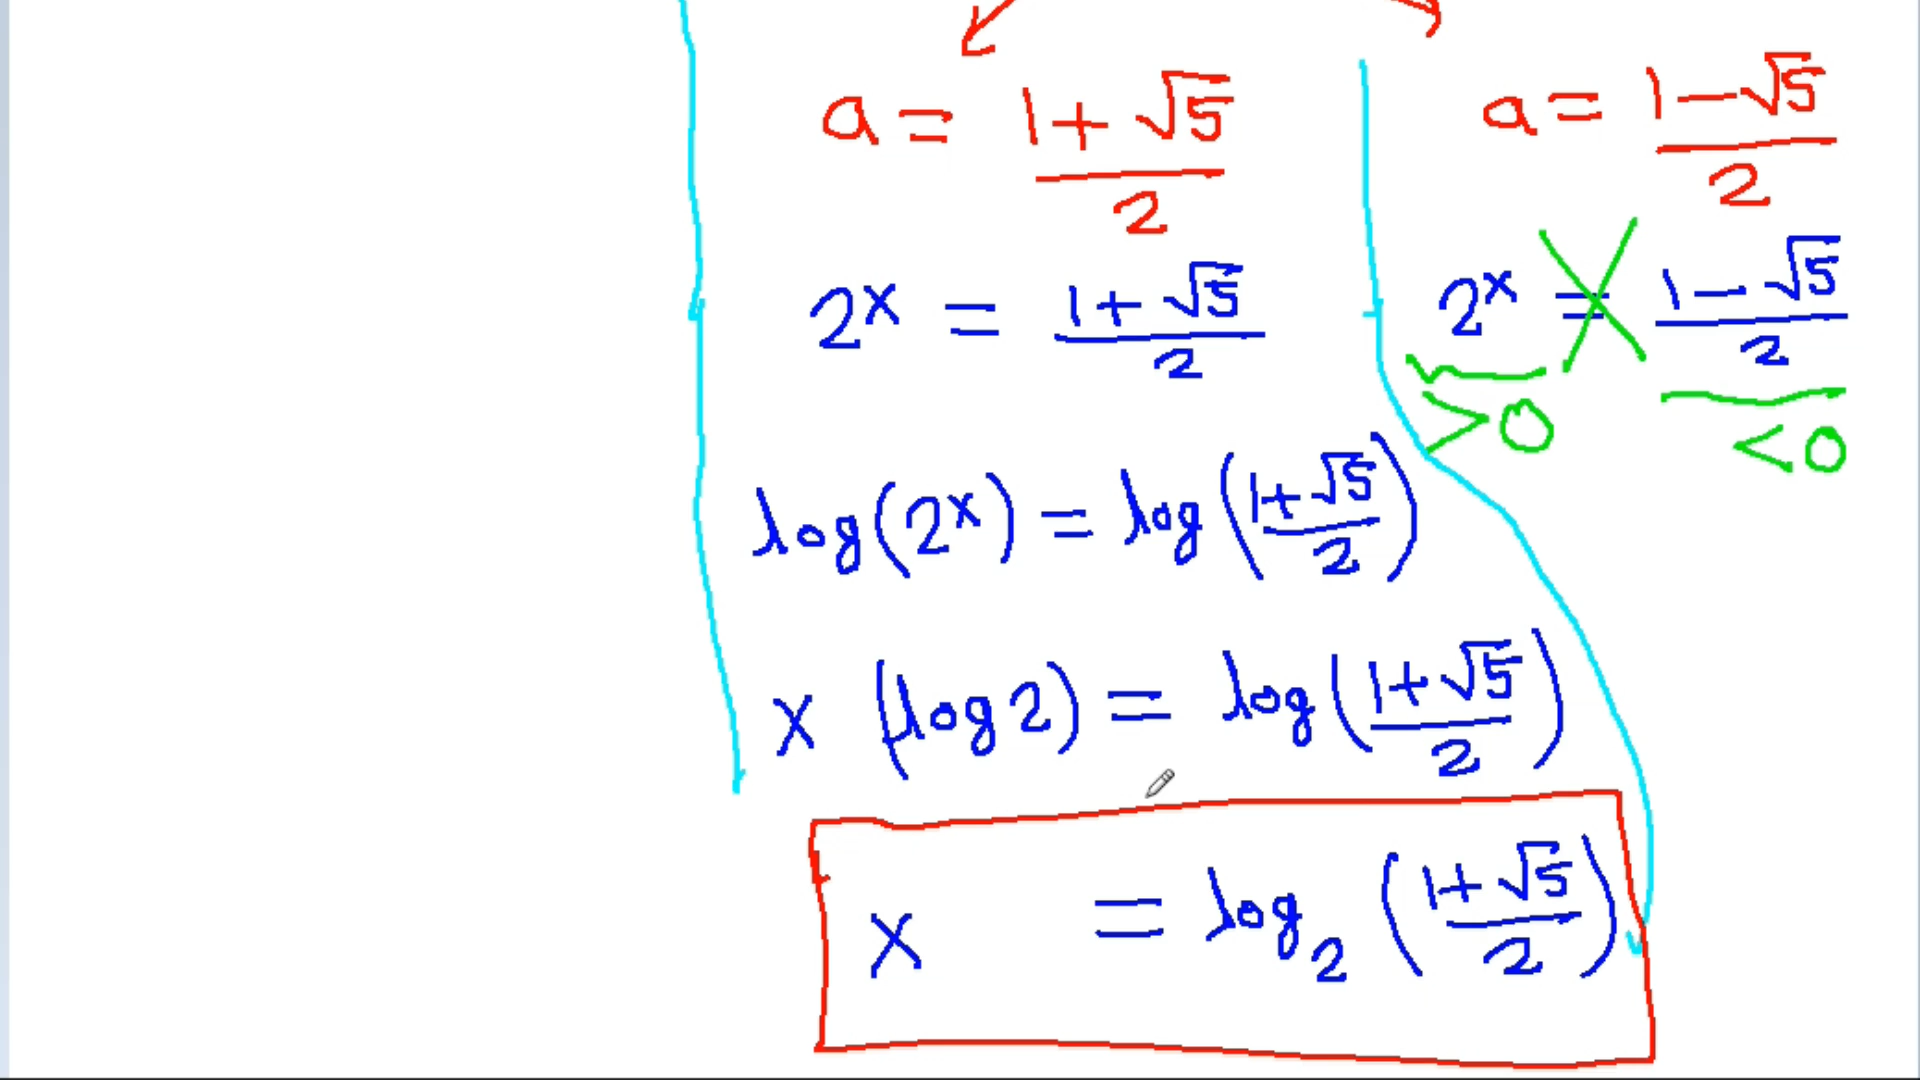 a = (1 + √5)/2
a = (1 - √5)/2
2^x = (1 + √5)/2
2^x = (1 - √5)/2
>0
<0
log(2^x) = log((1 + √5)/2)
x (log 2) = log((1 + √5)/2)
x = log₂((1 + √5)/2)